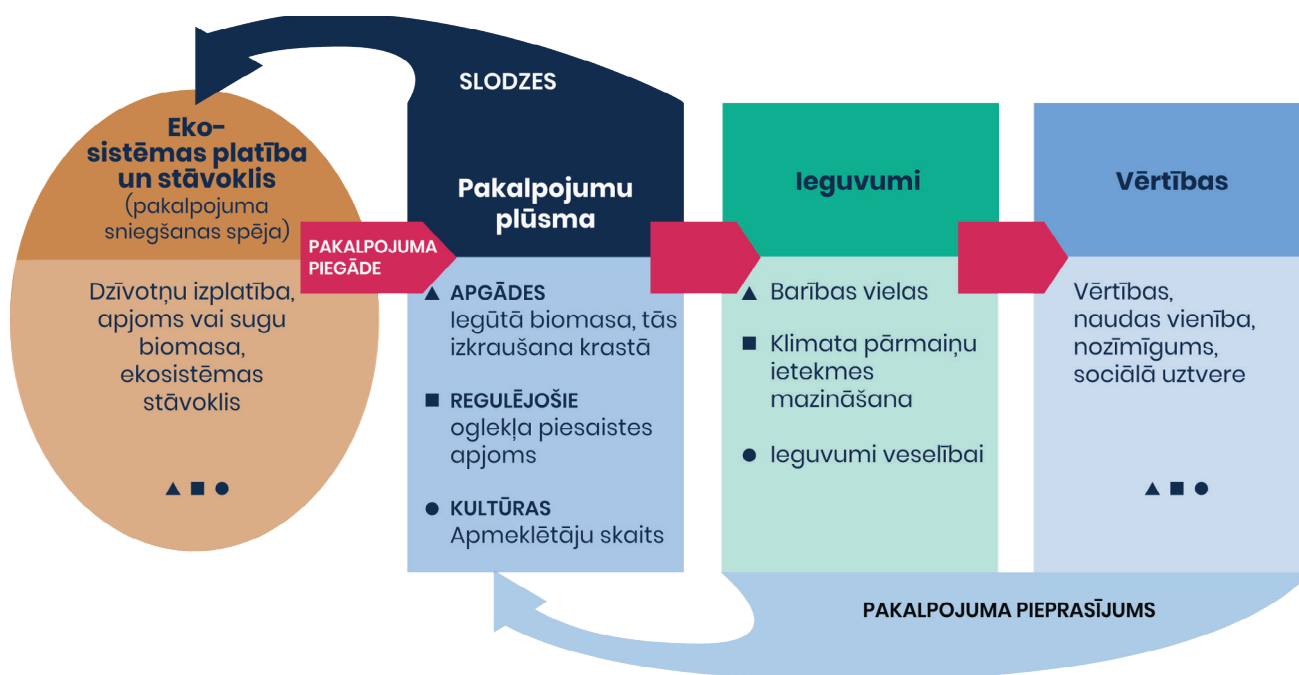 SLODZES
Eko-
sistēmas platība
un stāvoklis
(pakalpojuma
sniegšanas spēja)
Dzīvotņu izplatība,
apjoms vai sugu
biomasa,
ekosistēmas
stāvoklis
PAKALPOJUMA
PIEGĀDE
Pakalpojumu
plūsma
APGĀDES
Iegūtā biomasa, tās
izkraušana krastā
REGULĒJOŠIE
oglekļa piesaistes
apjoms
KULTŪRAS
Apmeklētāju skaits
Ieguvumi
Barības vielas
Klimata pārmaiņu
ietekmes
mazināšana
Ieguvumi veselībai
Vērtības
Vērtības,
naudas vienība,
nozīmīgums,
sociālā uztvere
PAKALPOJUMA PIEPRASĪJUMS